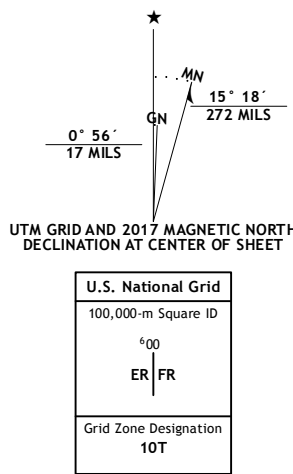 ★
MN
15° 18´
272 MILS
GN
0° 56´
17 MILS
UTM GRID AND 2017 MAGNETIC NORTH
DECLINATION AT CENTER OF SHEET
U.S. National Grid
100,000-m Square ID
⁶00
ER FR
Grid Zone Designation
10T